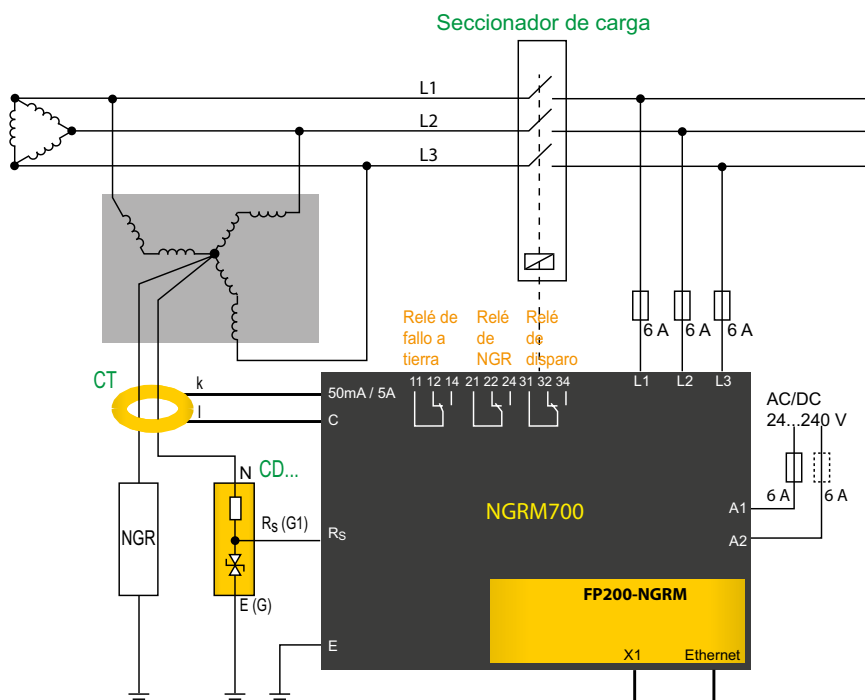 Seccionador de carga
L1
L2
L3
6 A
6 A
6 A
Relé de fallo a tierra
Relé de NGR
Relé de disparo
CT
k
l
50mA / 5A
C
11 12 14
21 22 24
31 32 34
L1 L2 L3
AC/DC
24...240 V
6 A
6 A
A1
A2
N
CD...
NGR
RS (G1)
RS
E (G)
E
NGRM700
FP200-NGRM
X1
Ethernet